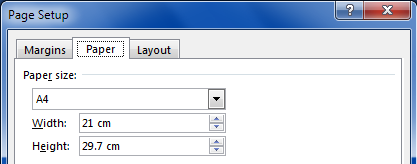 Page Setup
Margins Paper Layout
Paper size:
A4
Width: 21 cm
Height: 29.7 cm